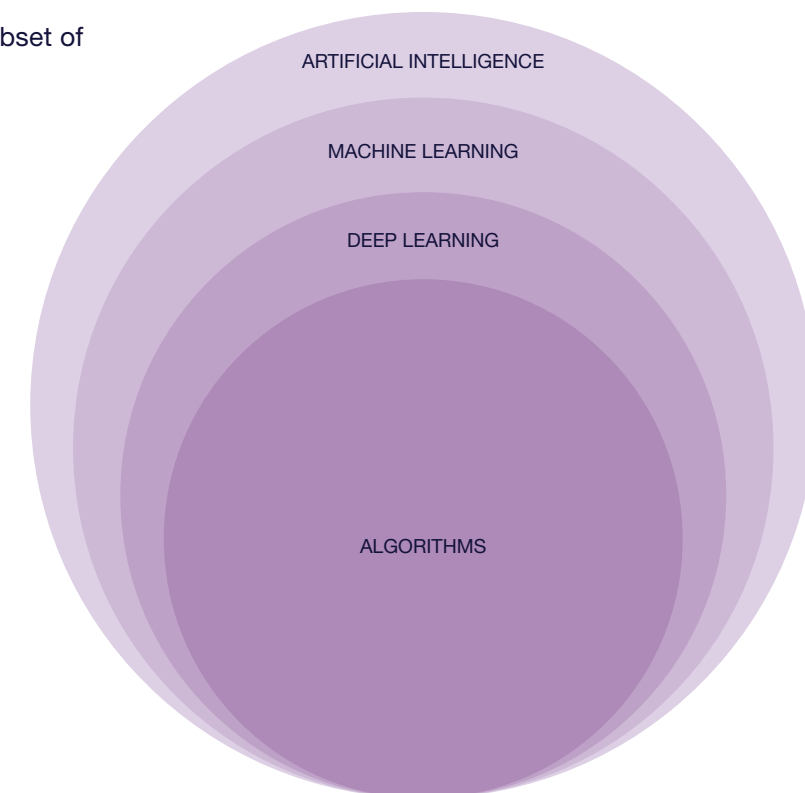 bset of
ARTIFICIAL INTELLIGENCE
MACHINE LEARNING
DEEP LEARNING
ALGORITHMS